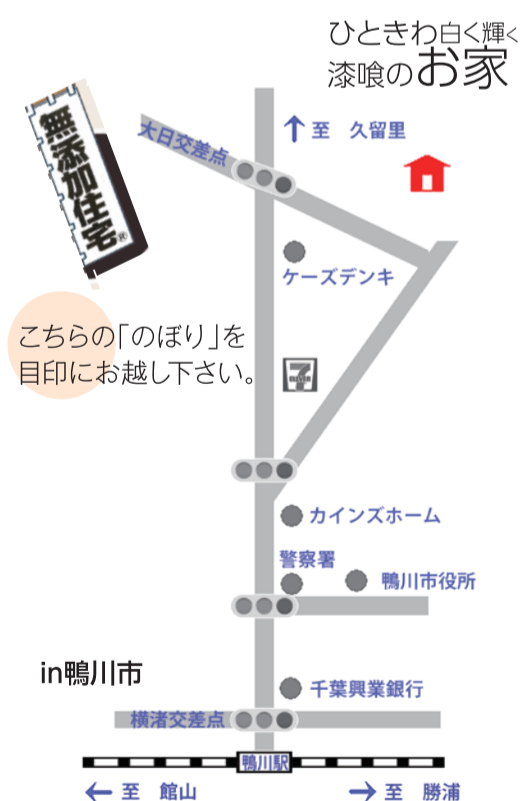 ひときわ白く輝く
漆喰のお家
無添加住宅®
大日交差点
↑至 久留里
ケーズデンキ
こちらの「のぼり」を
目印にお越し下さい。
7
カインズホーム
警察署
鴨川市役所
in鴨川市
千葉興業銀行
横渚交差点
鴨川駅
←至 館山
→至 勝浦